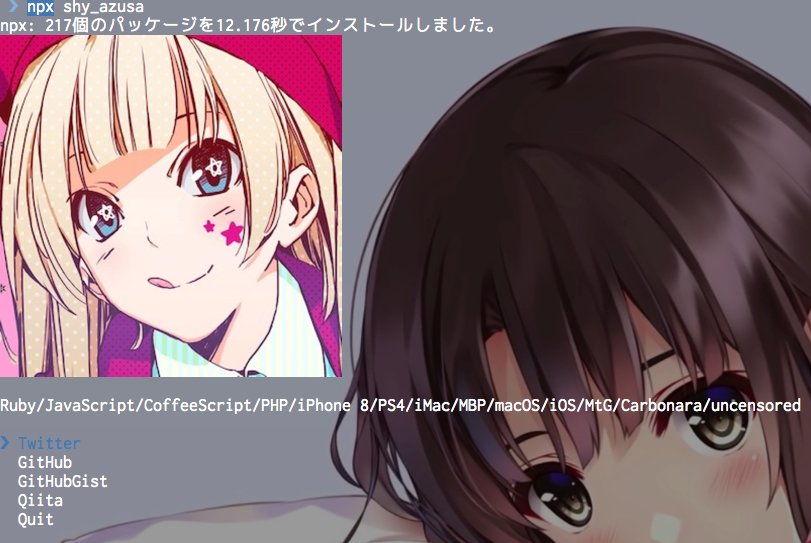 ❯ npx shy_azusa
npx: 217個のパッケージを12.176秒でインストールしました。
Ruby/JavaScript/CoffeeScript/PHP/iPhone 8/PS4/iMac/MBP/macOS/iOS/MtG/Carbonara/uncensored
❯ Twitter
GitHub
GitHubGist
Qiita
Quit